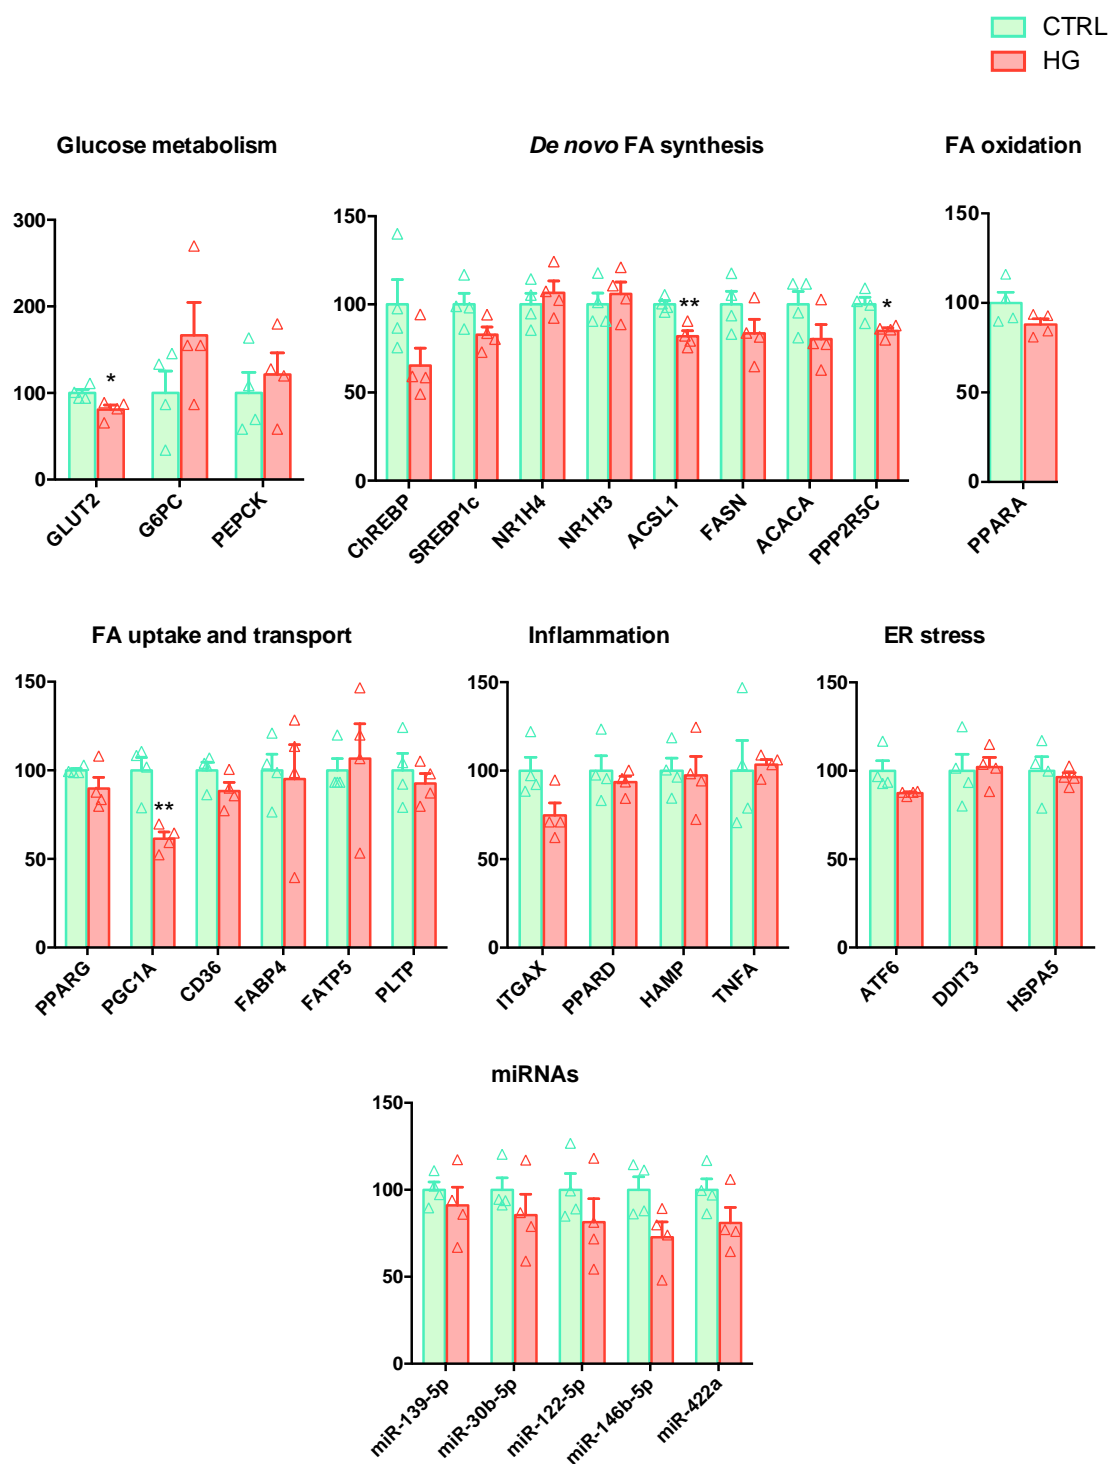 CTRL
HG
Glucose metabolism
De novo FA synthesis
FA oxidation
300
200
100
0
*
GLUT2
G6PC
PEPCK
150
100
50
0
**
*
ChREBP
SREBP1c
NR1H4
NR1H3
ACSL1
FASN
ACACA
PPP2R5C
150
100
50
0
PPARA
FA uptake and transport
Inflammation
ER stress
150
100
50
0
**
PPARG
PGC1A
CD36
FABP4
FATP5
PLTP
150
100
50
0
ITGAX
PPARD
HAMP
TNFA
150
100
50
0
ATF6
DDIT3
HSPA5
miRNAs
150
100
50
0
miR-139-5p
miR-30b-5p
miR-122-5p
miR-146b-5p
miR-422a